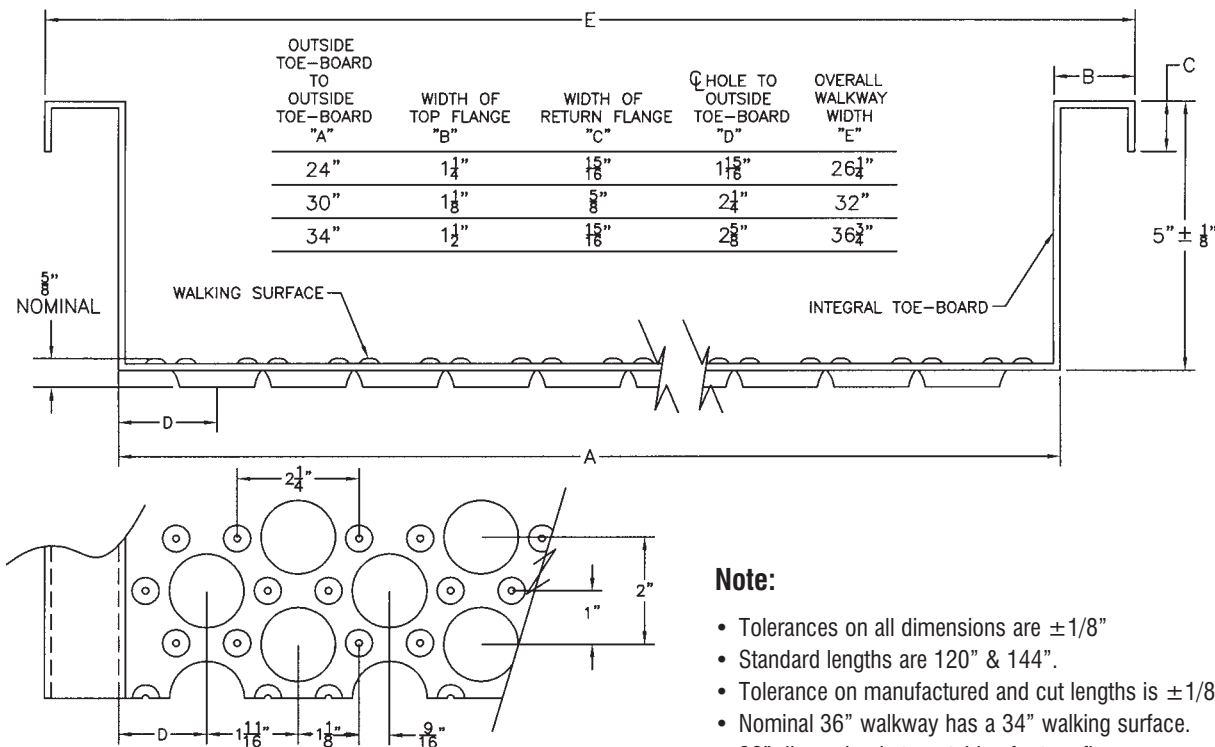 E
OUTSIDE
TOE-BOARD
TO
OUTSIDE
TOE-BOARD
"A"
WIDTH OF
TOP FLANGE
"B"
WIDTH OF
RETURN FLANGE
"C"
℄ HOLE TO
OUTSIDE
TOE-BOARD
"D"
OVERALL
WALKWAY
WIDTH
"E"
24" 1 1/4" 15/16" 1 15/16" 26 1/4"
30" 1 1/8" 5/8" 2 1/4" 32"
34" 1 1/2" 15/16" 2 5/8" 36 3/4"
B
C
5" ± 1/8"
5/8"
NOMINAL
WALKING SURFACE
INTEGRAL TOE-BOARD
D
A
2 1/4"
2"
1"
D
1 11/16"
1 1/8"
9/16"
Note:
• Tolerances on all dimensions are ±1/8"
• Standard lengths are 120" & 144".
• Tolerance on manufactured and cut lengths is ±1/8
• Nominal 36" walkway has a 34" walking surface.